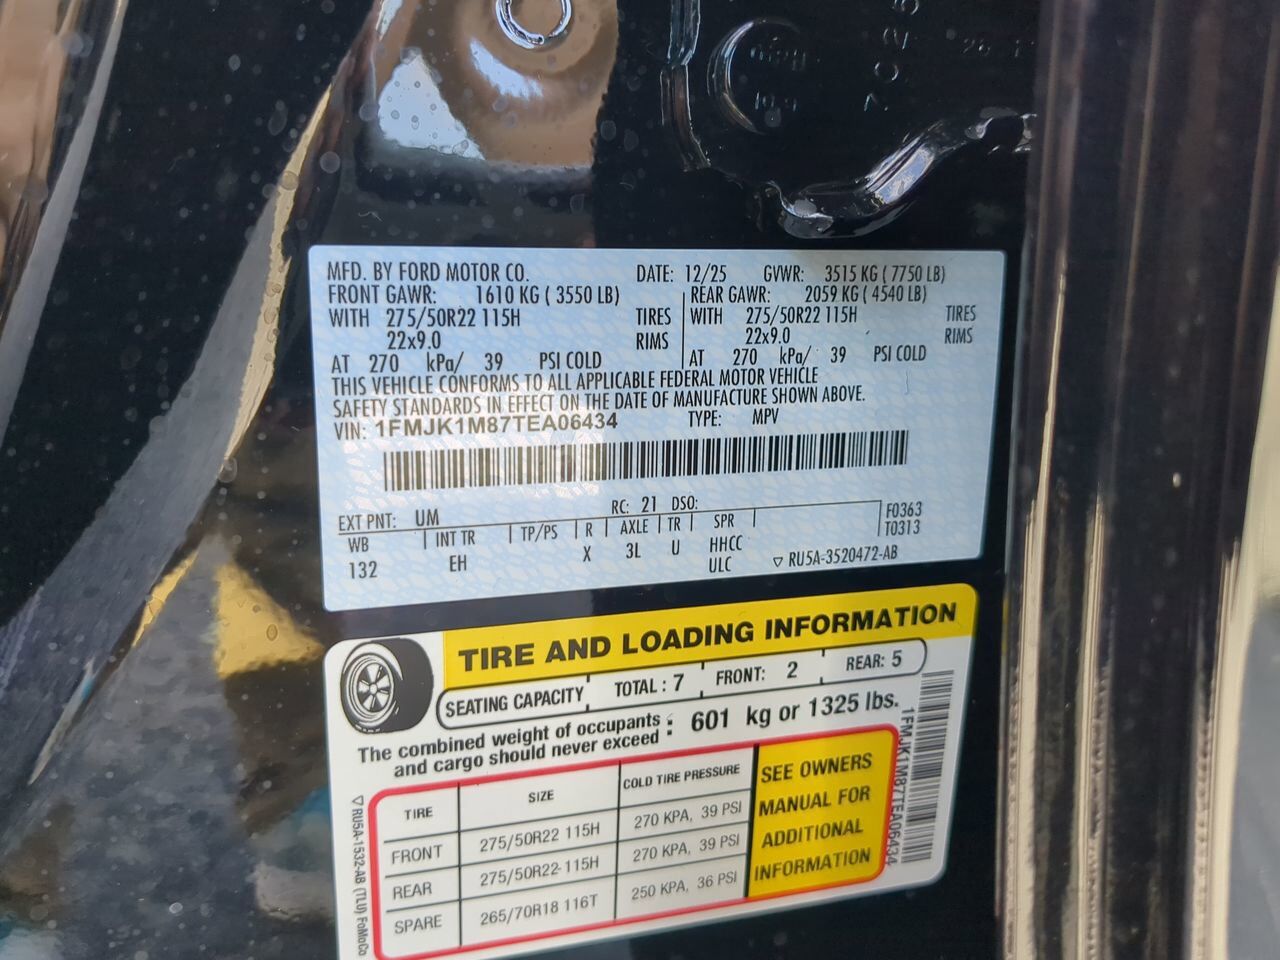 MFD. BY FORD MOTOR CO. DATE: 12/25 GVWR: 3515 KG ( 7750 LB)
FRONT GAWR: 1610 KG ( 3550 LB) REAR GAWR: 2059 KG ( 4540 LB)
WITH 275/50R22 115H TIRES WITH 275/50R22 115H TIRES
22x9.0 RIMS 22x9.0 RIMS
AT 270 kPa/ 39 PSI COLD AT 270 kPa/ 39 PSI COLD
THIS VEHICLE CONFORMS TO ALL APPLICABLE FEDERAL MOTOR VEHICLE
SAFETY STANDARDS IN EFFECT ON THE DATE OF MANUFACTURE SHOWN ABOVE.
VIN: 1FMJK1M87TEA06434 TYPE: MPV
EXT PNT: UM RC: 21 DSO: F0363
WB INT TR TP/PS R AXLE TR SPR T0313
132 EH X 3L U HHCC
ULC RU5A-3520472-AB
TIRE AND LOADING INFORMATION
SEATING CAPACITY TOTAL : 7 FRONT: 2 REAR: 5
The combined weight of occupants and cargo should never exceed : 601 kg or 1325 lbs.
TIRE SIZE COLD TIRE PRESSURE
FRONT 275/50R22 115H 270 KPA, 39 PSI
REAR 275/50R22 115H 270 KPA, 39 PSI
SPARE 265/70R18 116T 250 KPA, 36 PSI
SEE OWNERS
MANUAL FOR
ADDITIONAL
INFORMATION
1FMJK1M87TEA06434
RU5A-1532-AB (TLU) FoMoCo